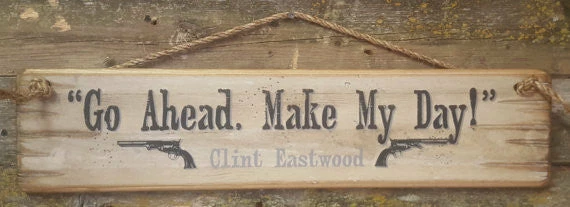 “Go Ahead. Make My Day!”
Clint Eastwood